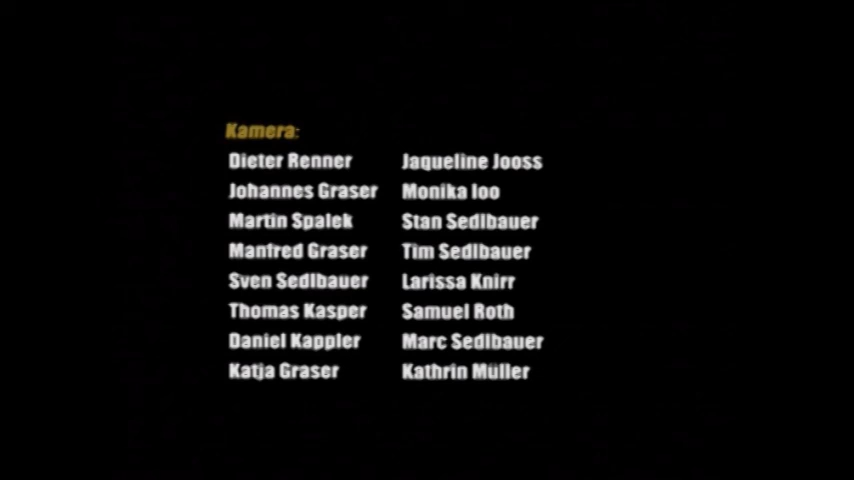 Kamera:
Dieter Renner Jaqueline Jooss
Johannes Graser Monika Ioo
Martin Spalek Stan Sedlbauer
Manfred Graser Tim Sedlbauer
Sven Sedlbauer Larissa Knirr
Thomas Kasper Samuel Roth
Daniel Kappler Marc Sedlbauer
Katja Graser Kathrin Müller